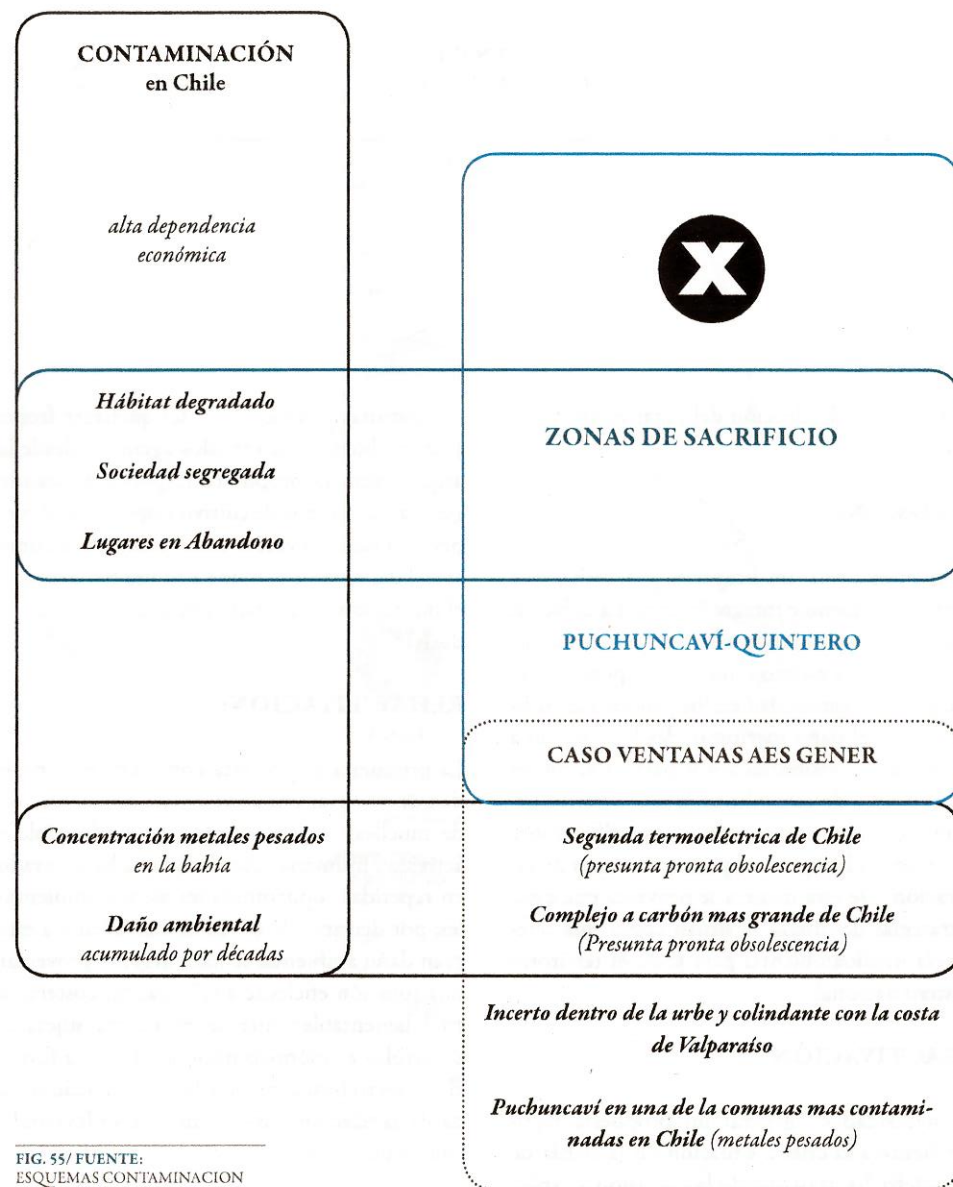 CONTAMINACIÓN
en Chile
alta dependencia
económica
X
Hábitat degradado
Sociedad segregada
Lugares en Abandono
ZONAS DE SACRIFICIO
PUCHUNCAVÍ-QUINTERO
CASO VENTANAS AES GENER
Concentración metales pesados
en la bahía
Daño ambiental
acumulado por décadas
Segunda termoeléctrica de Chile
(presunta pronta obsolescencia)
Complejo a carbón mas grande de Chile
(Presunta pronta obsolescencia)
Incerto dentro de la urbe y colindante con la costa
de Valparaíso
Puchuncaví en una de la comunas mas contami-
nadas en Chile (metales pesados)
FIG. 55/ FUENTE:
ESQUEMAS CONTAMINACION